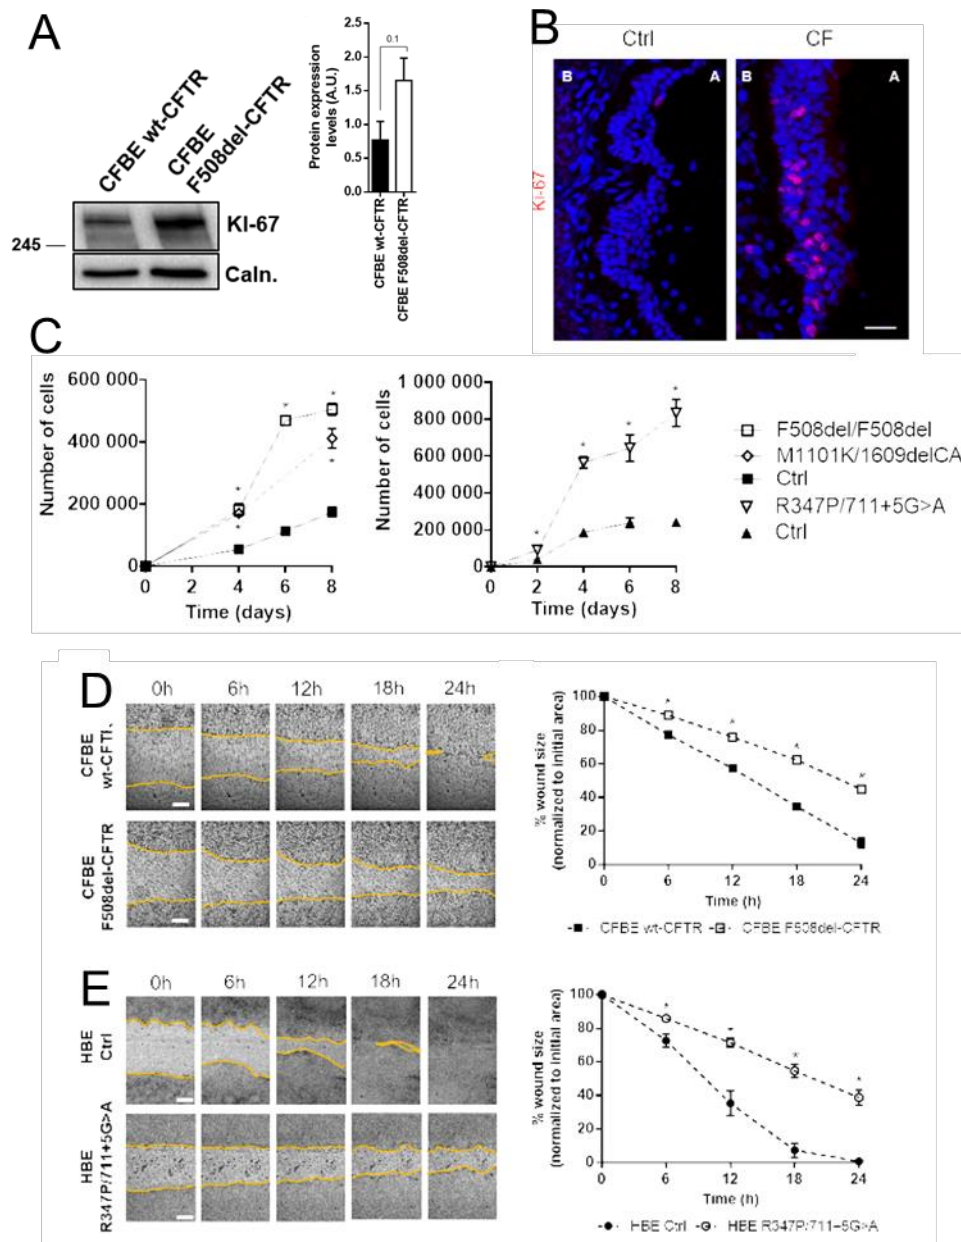 A
CFBE wt-CFTR
CFBE
F508del-CFTR
KI-67
245
Caln.
Protein expression
levels (A.U.)
2.5
2.0
1.5
1.0
0.5
0.0
0.1
CFBE wt-CFTR
CFBE F508del-CFTR
B
Ctrl
CF
B
A
B
A
Ki-67
C
Number of cells
600 000
400 000
200 000
0
0
4
6
8
Time (days)
* * * * *
Number of cells
1 000 000
800 000
600 000
400 000
200 000
0
0
2
4
6
8
Time (days)
* * * *
F508del/F508del
M1101K/1609delCA
Ctrl
R347P/711+5G>A
Ctrl
D
0h
6h
12h
18h
24h
CFBE
CFBE
F508del-CFTR
% wound size
(normalized to initial area)
100
80
60
40
20
0
0
6
12
18
24
Time (h)
* * * *
CFBE wt-CFTR
CFBE F508del-CFTR
E
0h
6h
12h
18h
24h
HBE
Ctrl
HBE
R347P/711+5G>A
% wound size
(normalized to initial area)
100
80
60
40
20
0
0
6
12
18
24
Time (h)
* * * *
HBE Ctrl
HBE R347P/711+5G>A